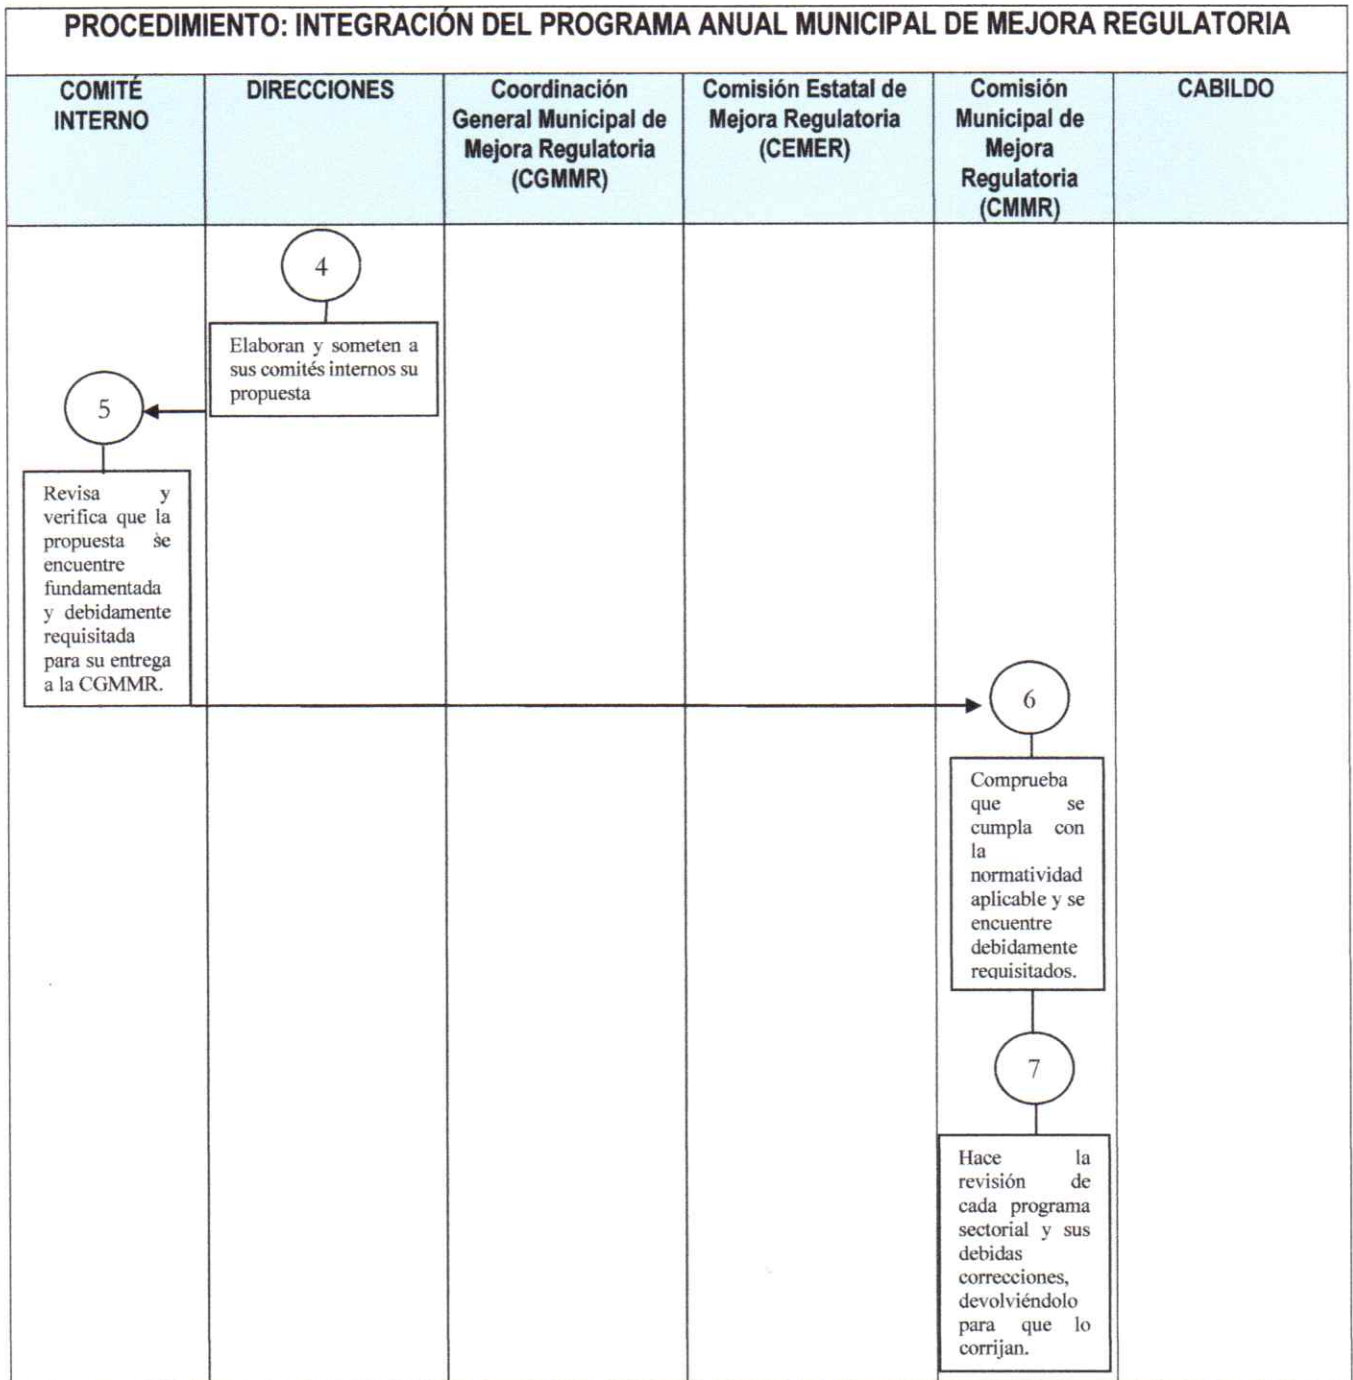 PROCEDIMIENTO: INTEGRACIÓN DEL PROGRAMA ANUAL MUNICIPAL DE MEJORA REGULATORIA
COMITÉ
INTERNO
DIRECCIONES
Coordinación
General Municipal de
Mejora Regulatoria
(CGMMR)
Comisión Estatal de
Mejora Regulatoria
(CEMER)
Comisión
Municipal de
Mejora
Regulatoria
(CMMR)
CABILDO
4
Elaboran y someten a
sus comités internos su
propuesta
5
Revisa y
verifica que la
propuesta se
encuentre
fundamentada
y debidamente
requisitada
para su entrega
a la CGMMR.
6
Comprueba
que se
cumpla con
la
normatividad
aplicable y se
encuentre
debidamente
requisitados.
7
Hace la
revisión de
cada programa
sectorial y sus
debidas
correcciones,
devolviéndolo
para que lo
corrijan.